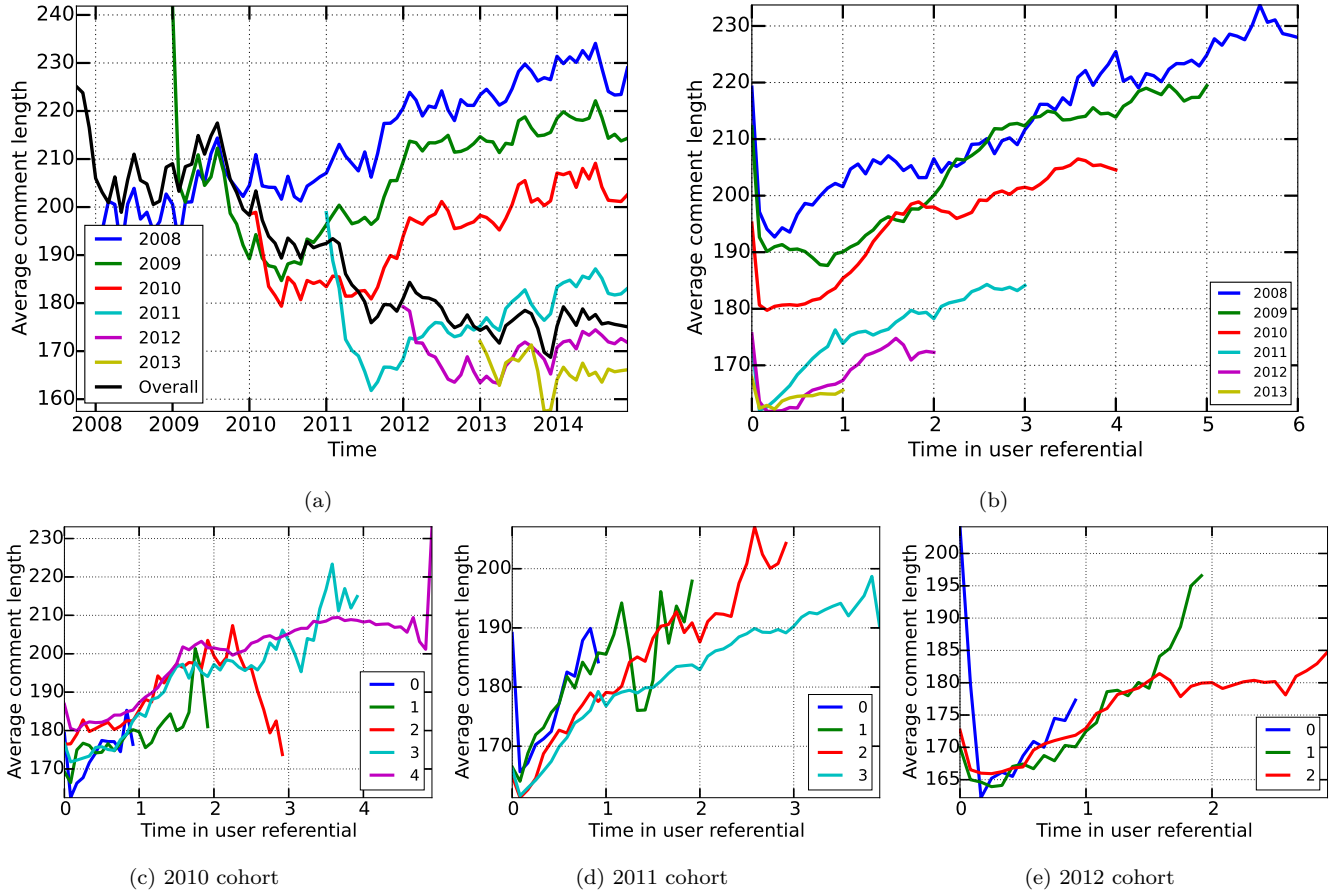 240
230
220
210
200
190
180
170
160
Average comment length
2008
2009
2010
2011
2012
2013
Overall
2008 2009 2010 2011 2012 2013 2014
Time
(a)
230
220
210
200
190
180
170
Average comment length
2008
2009
2010
2011
2012
2013
0 1 2 3 4 5 6
Time in user referential
(b)
230
220
210
200
190
180
170
Average comment length
0
1
2
3
4
0 1 2 3 4
Time in user referential
(c) 2010 cohort
200
190
180
170
Average comment length
0
1
2
3
0 1 2 3
Time in user referential
(d) 2011 cohort
200
195
190
185
180
175
170
165
Average comment length
0
1
2
0 1 2
Time in user referential
(e) 2012 cohort